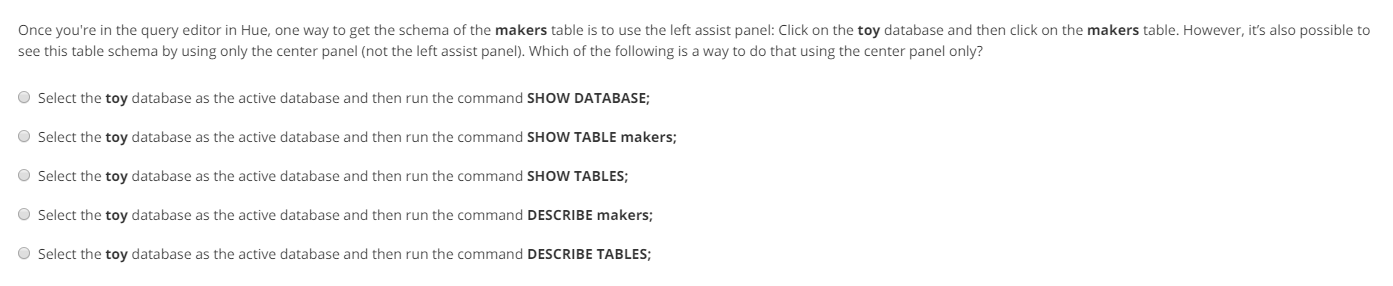 Once you're in the query editor in Hue, one way to get the schema of the makers table is to use the left assist panel: Click on the toy database and then click on the makers table. However, it's also possible to
see this table schema by using only the center panel (not the left assist panel). Which of the following is a way to do that using the center panel only?
Select the toy database as the active database and then run the command SHOW DATABASE;
Select the toy database as the active database and then run the command SHOW TABLE makers;
Select the toy database as the active database and then run the command SHOW TABLES;
Select the toy database as the active database and then run the command DESCRIBE makers;
Select the toy database as the active database and then run the command DESCRIBE TABLES;